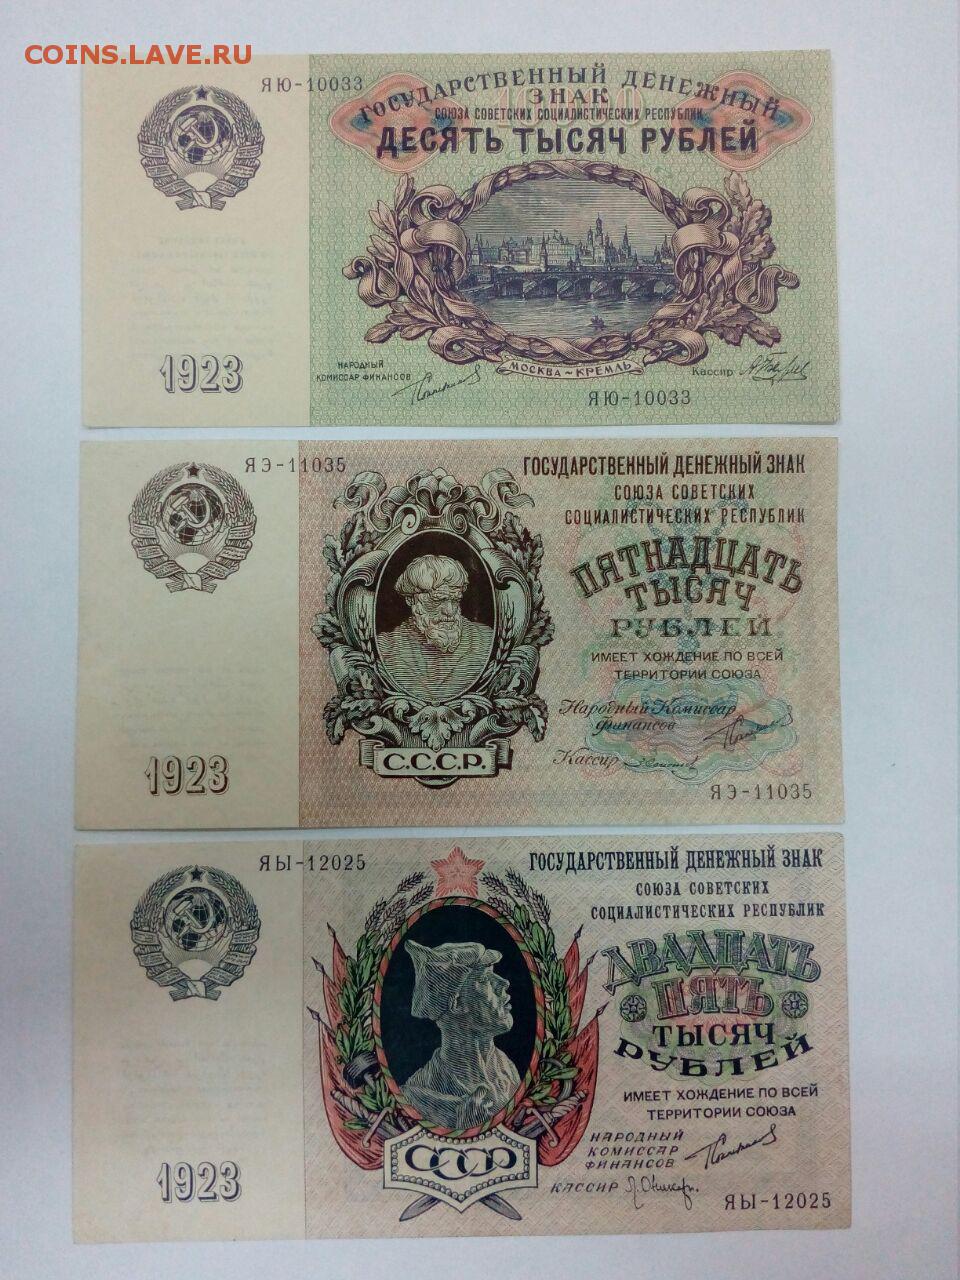 COINS.LAVE.RU
ЯЮ-10033
ГОСУДАРСТВЕННЫЙ ДЕНЕЖНЫЙ
ЗНАК
СОЮЗА СОВЕТСКИХ СОЦИАЛИСТИЧЕСКИХ РЕСПУБЛИК
ДЕСЯТЬ ТЫСЯЧ РУБЛЕЙ
МОСКВА~КРЕМЛЬ
1923
НАРОДНЫЙ
КОМИССАР ФИНАНСОВ
Кассир
ЯЮ-10033
ЯЭ-11035
ГОСУДАРСТВЕННЫЙ ДЕНЕЖНЫЙ ЗНАК
СОЮЗА СОВЕТСКИХ
СОЦИАЛИСТИЧЕСКИХ РЕСПУБЛИК
ПЯТНАДЦАТЬ
ТЫСЯЧ
РУБЛЕЙ
ИМЕЕТ ХОЖДЕНИЕ ПО ВСЕЙ
ТЕРРИТОРИИ СОЮЗА
Народный Комиссар
финансов
Кассир
С.С.С.Р.
1923
ЯЭ-11035
ЯЫ-12025
ГОСУДАРСТВЕННЫЙ ДЕНЕЖНЫЙ ЗНАК
СОЮЗА СОВЕТСКИХ
СОЦИАЛИСТИЧЕСКИХ РЕСПУБЛИК
ДВАДЦАТЬ
ПЯТЬ
ТЫСЯЧ
РУБЛЕЙ
ИМЕЕТ ХОЖДЕНИЕ ПО ВСЕЙ
ТЕРРИТОРИИ СОЮЗА
НАРОДНЫЙ
КОМИССАР
ФИНАНСОВ
КАССИР
СССР
1923
ЯЫ-12025